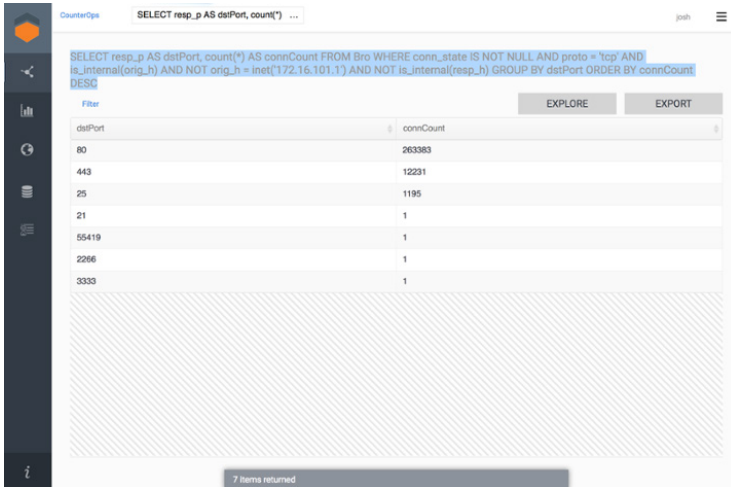 CounterOps
SELECT resp_p AS dstPort, count(*) ...
josh
SELECT resp_p AS dstPort, count(*) AS connCount FROM Bro WHERE conn_state IS NOT NULL AND proto = 'tcp' AND
is_internal(orig_h) AND NOT orig_h = inet('172.16.101.1') AND NOT is_internal(resp_h) GROUP BY dstPort ORDER BY connCount
DESC
Filter
EXPLORE
EXPORT
dstPort connCount
80 263383
443 12231
25 1195
21 1
55419 1
2266 1
3333 1
i
7 items returned